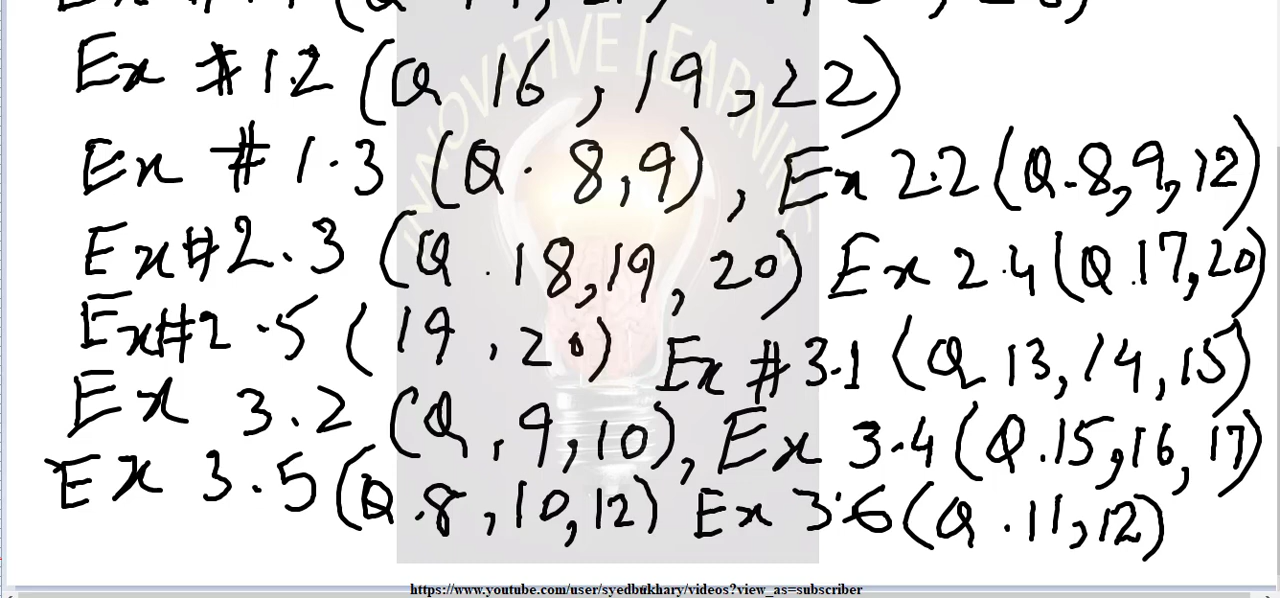 Ex #1.2 (Q 16, 19, 22)
Ex #1.3 (Q. 8,9), Ex 2.2 (Q.8,9,12)
Ex#2.3 (Q.18,19,20) Ex 2.4 (Q.17,20)
Ex#2.5 (19,20) Ex #3.1 (Q 13,14,15)
Ex 3.2 (Q,9,10), Ex 3.4 (Q.15,16,17)
Ex 3.5 (Q.8,10,12) Ex 3.6 (Q.11,12)
INNOVATIVE LEARNING
https://www.youtube.com/user/syedbukhary/videos?view_as=subscriber